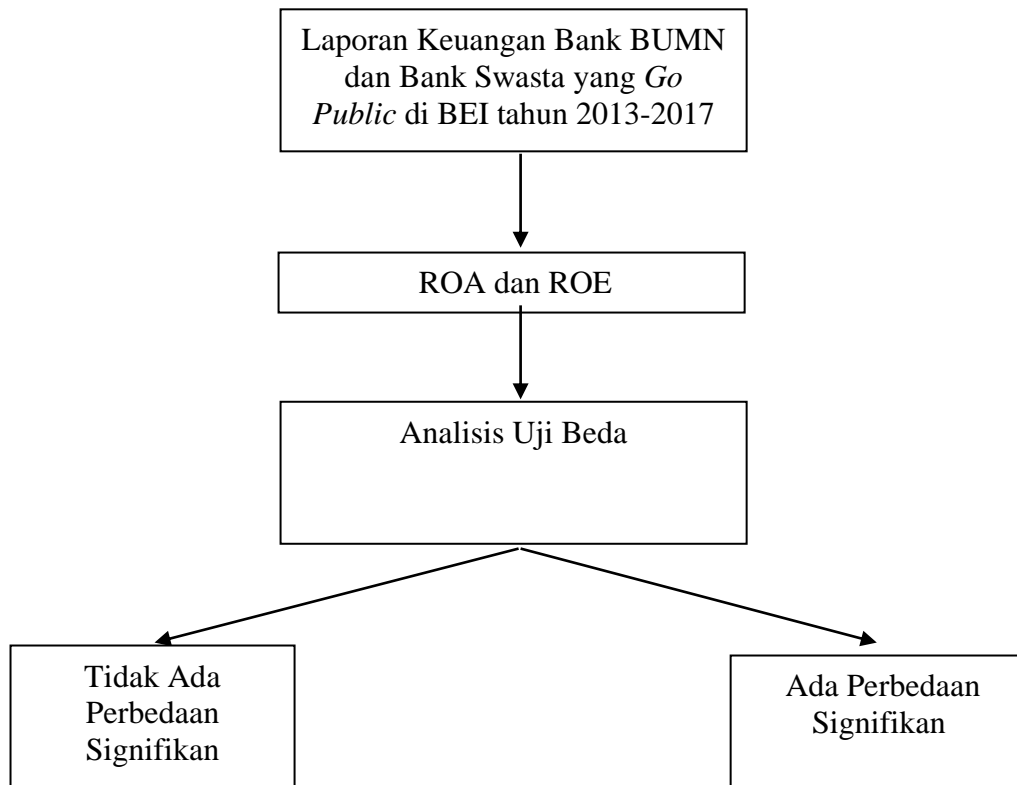 Laporan Keuangan Bank BUMN
dan Bank Swasta yang Go
Public di BEI tahun 2013-2017
ROA dan ROE
Analisis Uji Beda
Tidak Ada
Perbedaan
Signifikan
Ada Perbedaan
Signifikan